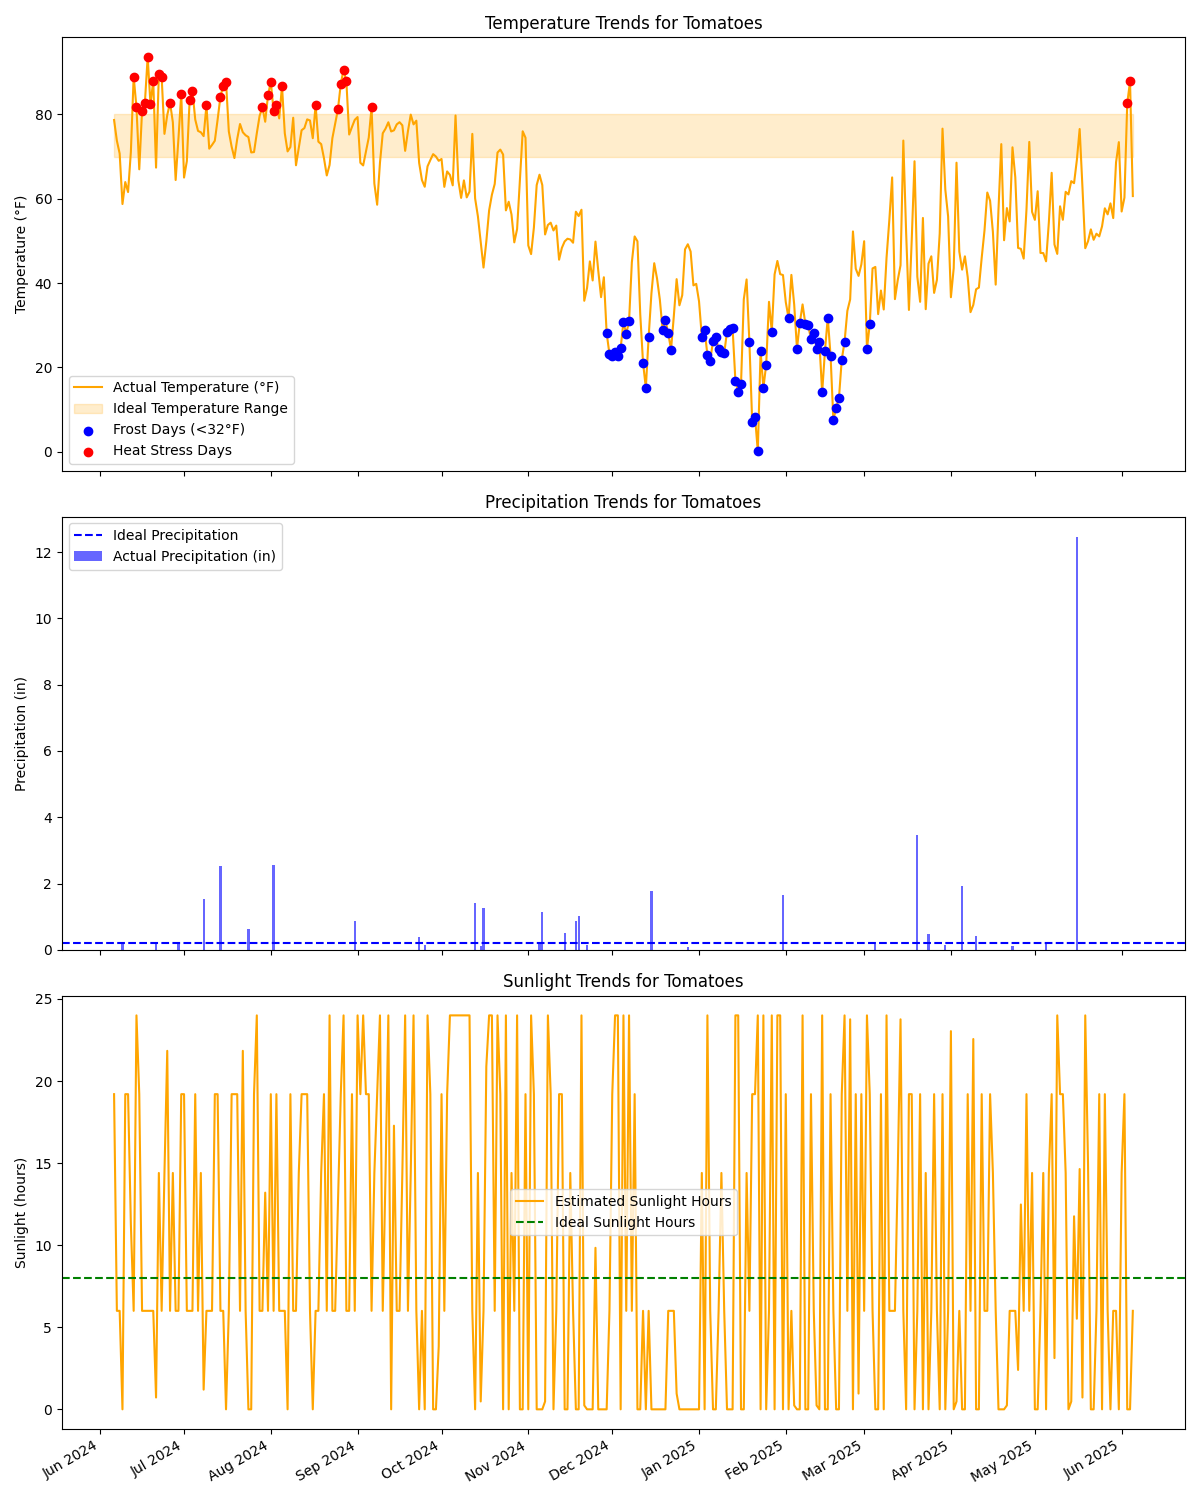 Temperature Trends for Tomatoes
Temperature (°F)
80
60
40
20
0
Actual Temperature (°F)
Ideal Temperature Range
Frost Days (<32°F)
Heat Stress Days
Precipitation Trends for Tomatoes
Precipitation (in)
12
10
8
6
4
2
0
Ideal Precipitation
Actual Precipitation (in)
Sunlight Trends for Tomatoes
Sunlight (hours)
25
20
15
10
5
0
Estimated Sunlight Hours
Ideal Sunlight Hours
Jun 2024
Jul 2024
Aug 2024
Sep 2024
Oct 2024
Nov 2024
Dec 2024
Jan 2025
Feb 2025
Mar 2025
Apr 2025
May 2025
Jun 2025